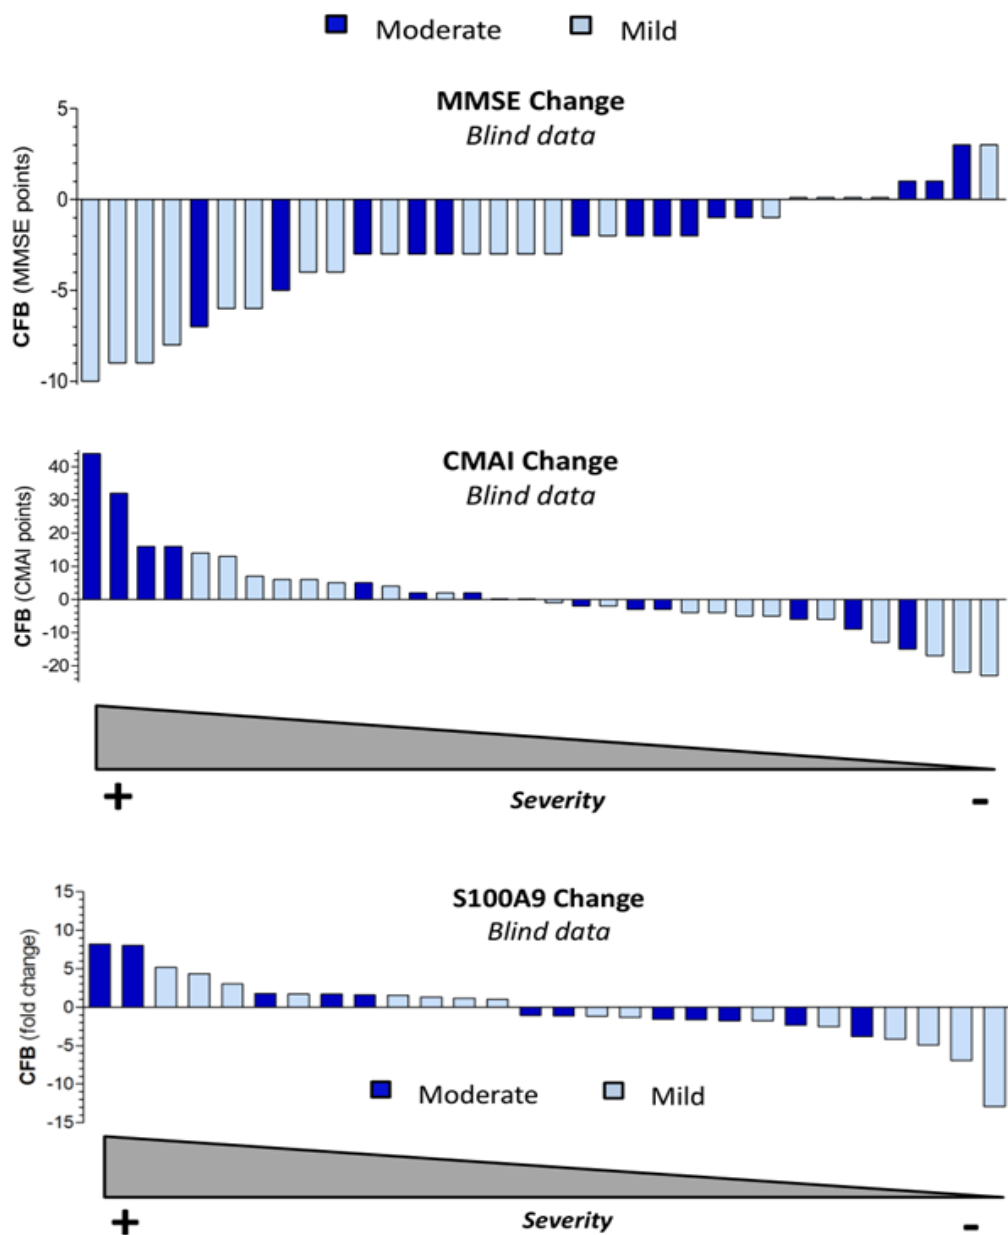 Moderate Mild
MMSE Change
Blind data
CFB (MMSE points)
5
0
-5
-10
CMAI Change
Blind data
CFB (CMAI points)
40
30
20
10
0
-10
-20
+ Severity -
S100A9 Change
Blind data
CFB (fold change)
15
10
5
0
-5
-10
-15
Moderate Mild
+ Severity -